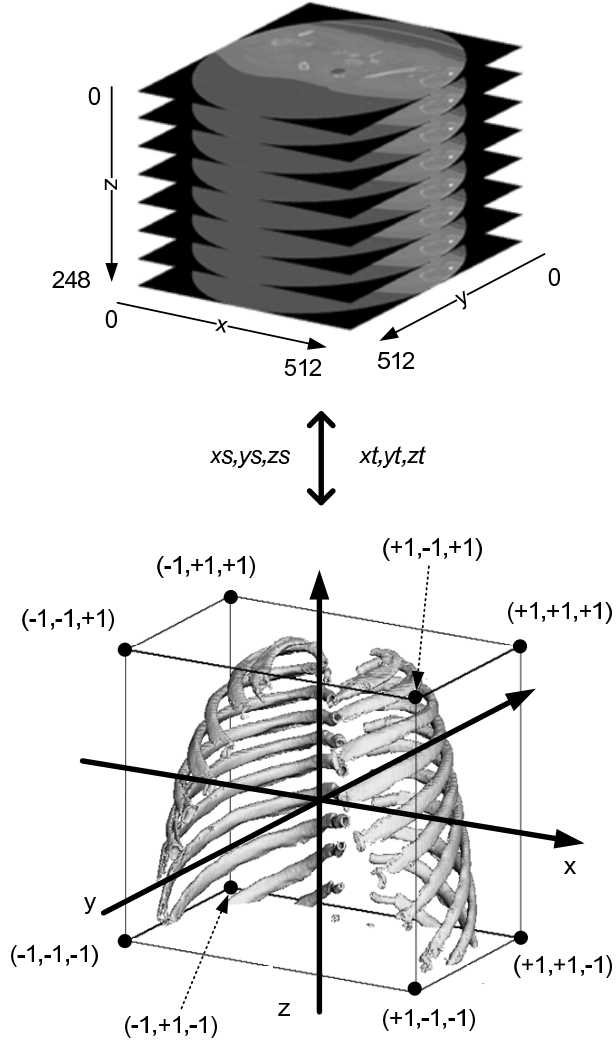 0
z
248
0
x
512
y
0
512
xs,ys,zs
xt,yt,zt
(+1,-1,+1)
(-1,+1,+1)
(-1,-1,+1)
(+1,+1,+1)
x
y
(-1,-1,-1)
(+1,+1,-1)
z
(-1,+1,-1)
(+1,-1,-1)